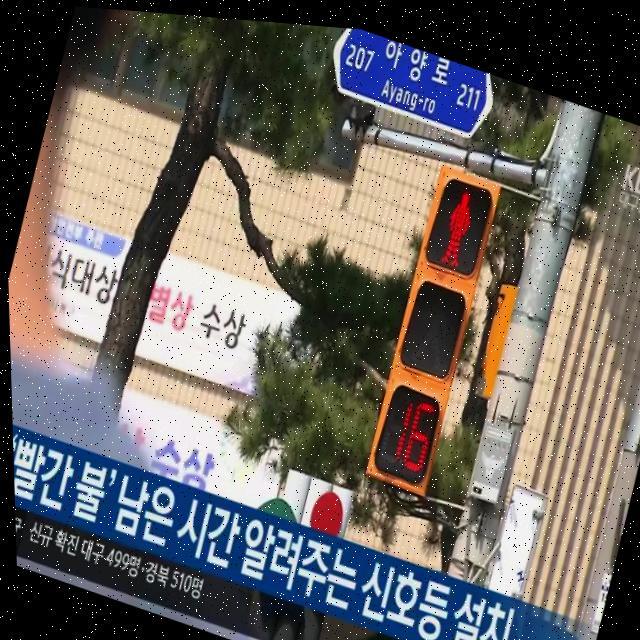 아 양 로
207 Ayang-ro 211
식대상 별상 수상
16
수상
'빨간 불' 남은 시간 알려주는 신호등 설치
신규 확진 대구 499명 경북 510명